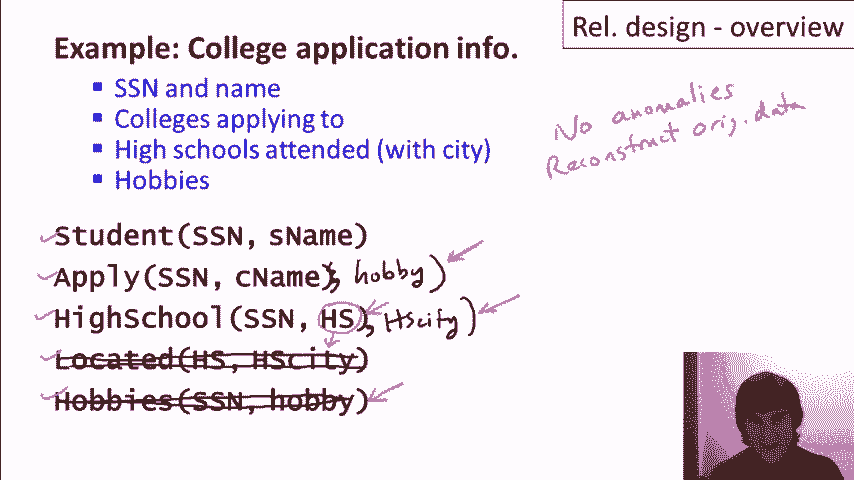 Rel. design - overview
Example: College application info.
▪ SSN and name
▪ Colleges applying to
▪ High schools attended (with city)
▪ Hobbies
No anomalies
Reconstruct orig. data
Student(SSN, sName)
Apply(SSN, cName), hobby)
HighSchool(SSN, HS), HScity)
Located(HS, HScity)
Hobbies(SSN, hobby)